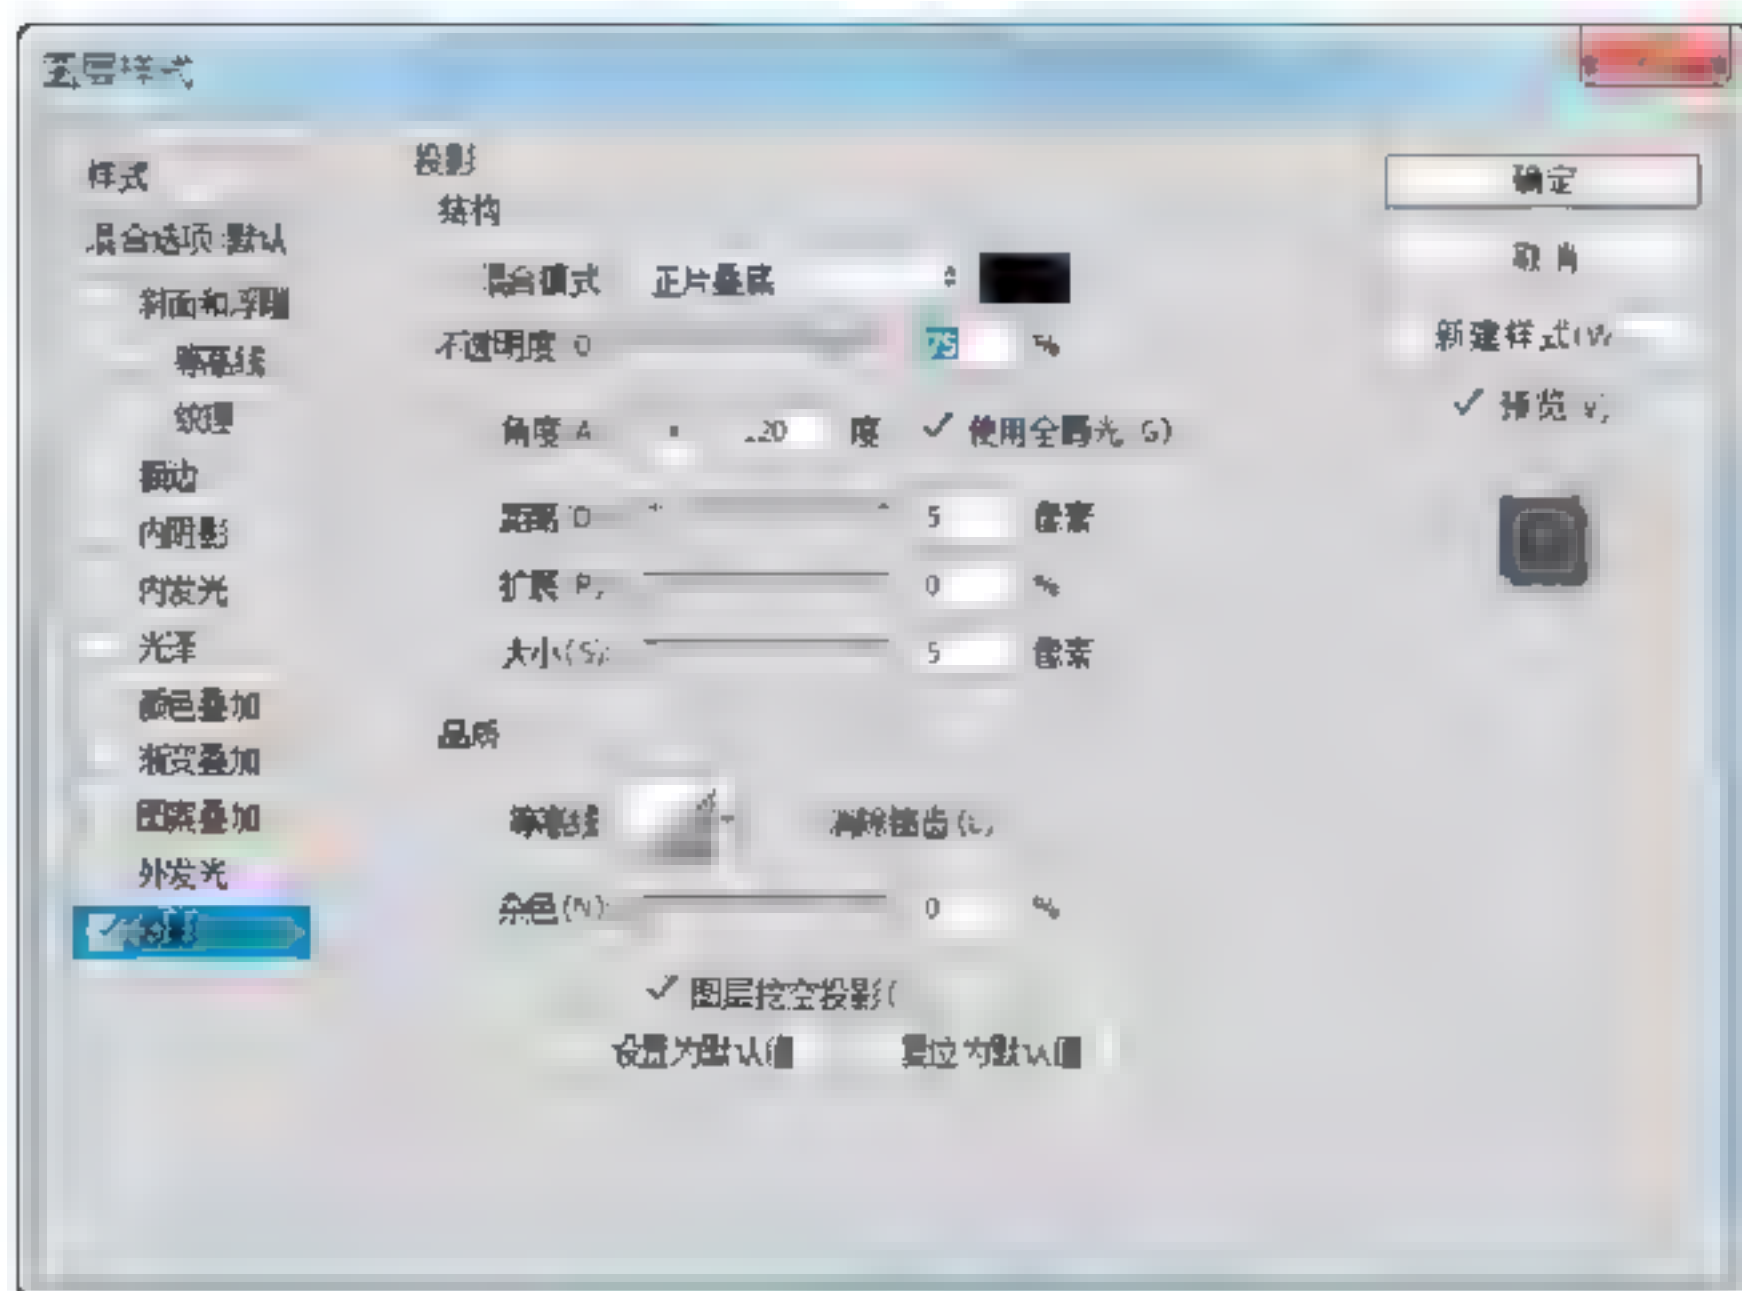 图层样式
样式
混合选项:默认
斜面和浮雕
等高线
纹理
描边
内阴影
内发光
光泽
颜色叠加
渐变叠加
图案叠加
外发光
投影
投影
结构
混合模式 正片叠底
不透明度 O 75 %
角度 A 120 度 使用全局光 G)
距离 D 5 像素
扩展 R) 0 %
大小(S): 5 像素
品质
等高线 消除锯齿(L)
杂色(N): 0 %
图层挖空投影(
设置为默认值 复位为默认值
确定
取消
新建样式(W
预览 V)